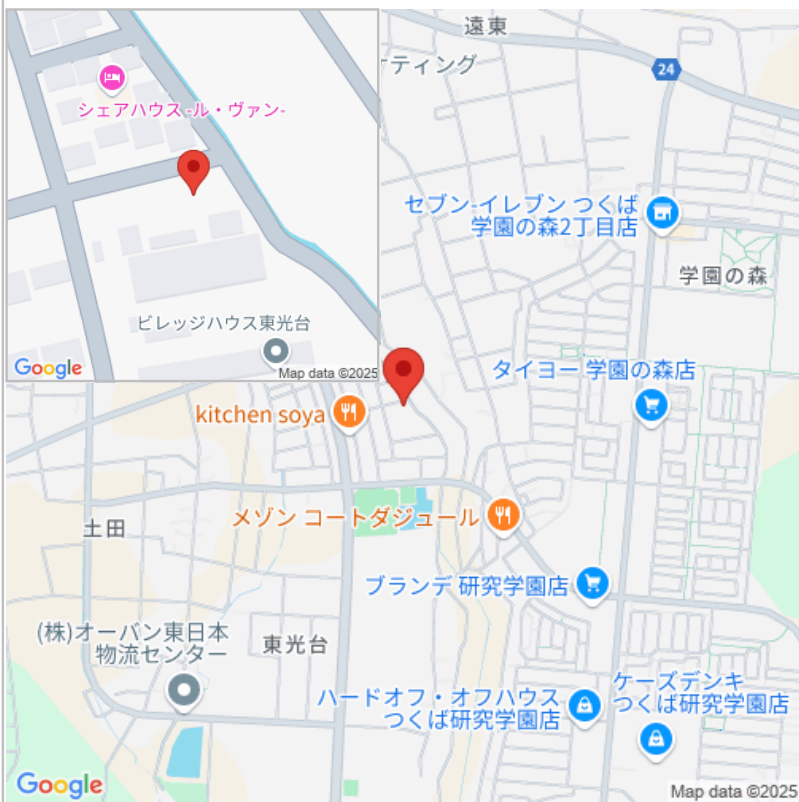 シェアハウス -ル・ヴァン-
ビレッジハウス東光台
Google
Map data ©2025
遠東
ティング
24
セブン-イレブン つくば
学園の森2丁目店
学園の森
タイヨー 学園の森店
kitchen soya
メゾン コートダジュール
土田
ブランデ 研究学園店
(株)オーバン東日本
物流センター
東光台
ハードオフ・オフハウス
つくば研究学園店
ケーズデンキ
つくば研究学園店
Google
Map data ©2025